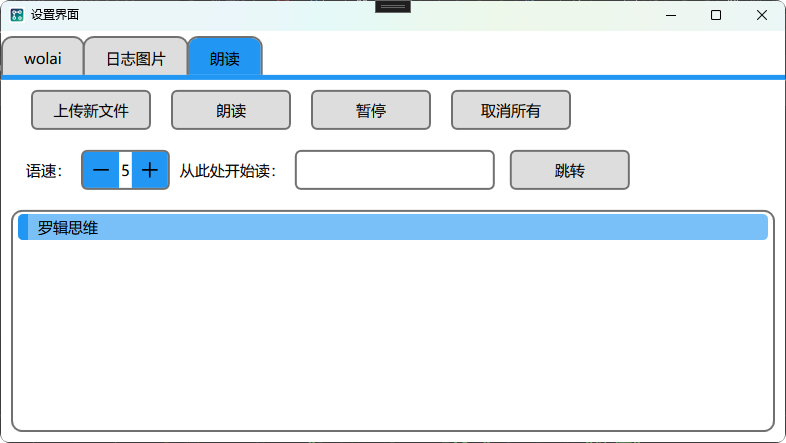 设置界面
wolai 日志图片 朗读
上传新文件 朗读 暂停 取消所有
语速： 5 从此处开始读： 跳转
罗辑思维